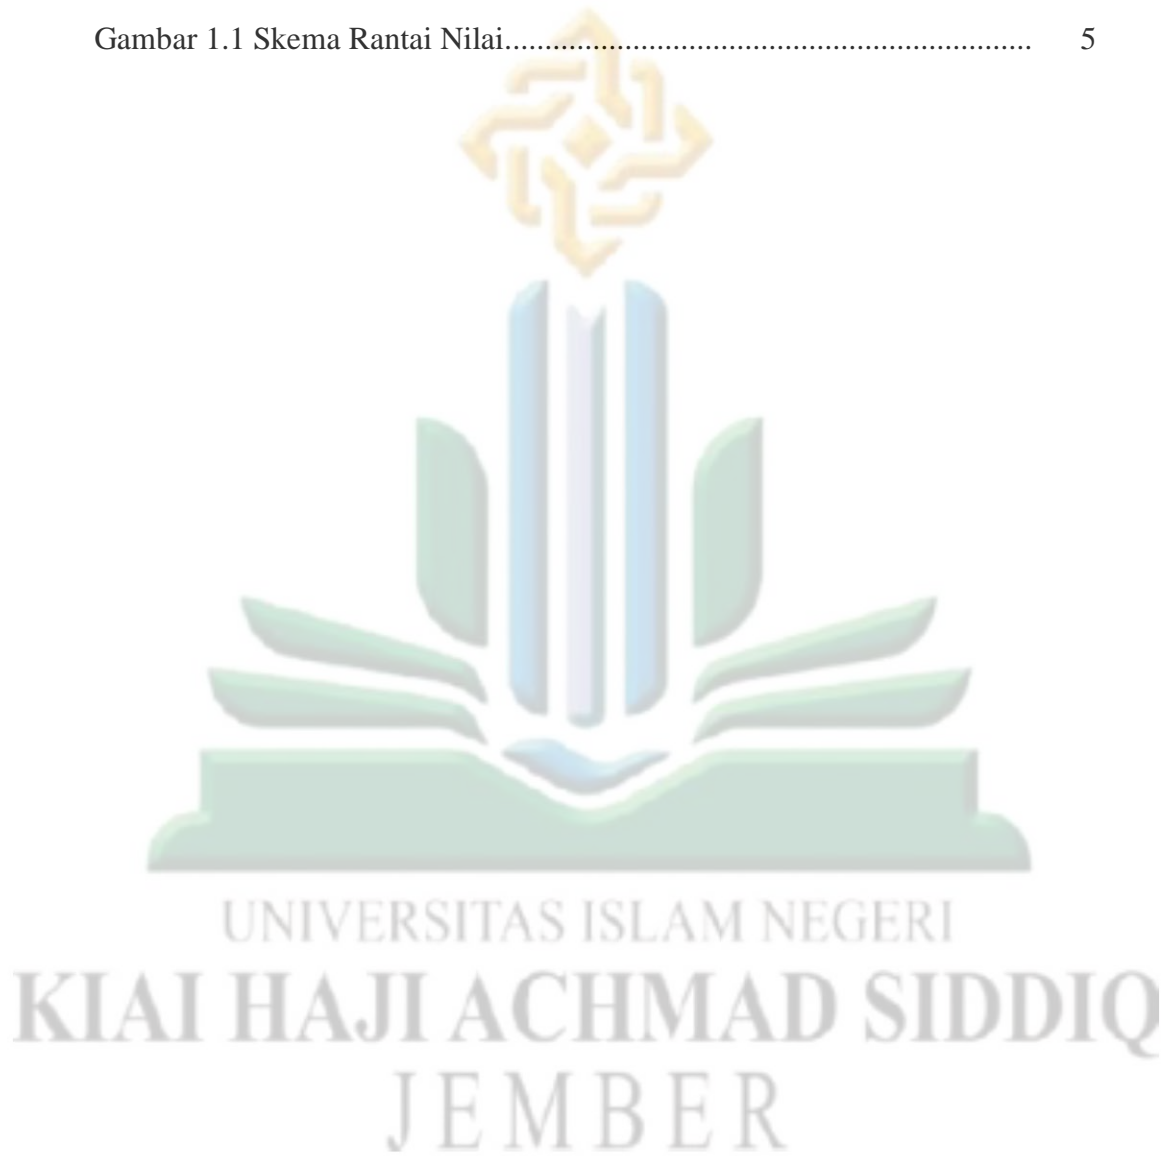 Gambar 1.1 Skema Rantai Nilai.................................................................. 5
UNIVERSITAS ISLAM NEGERI
KIAI HAJI ACHMAD SIDDIQ
JEMBER